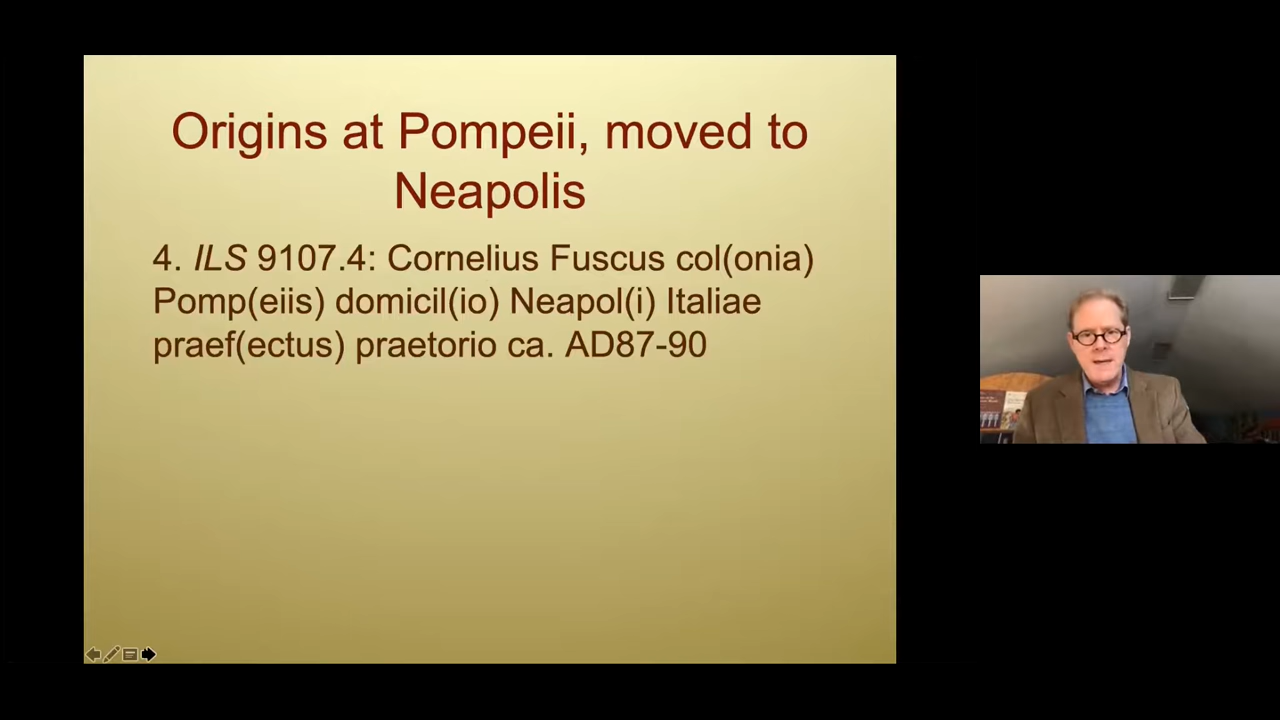 Origins at Pompeii, moved to
Neapolis
4. ILS 9107.4: Cornelius Fuscus col(onia)
Pomp(eiis) domicil(io) Neapol(i) Italiae
praef(ectus) praetorio ca. AD87-90